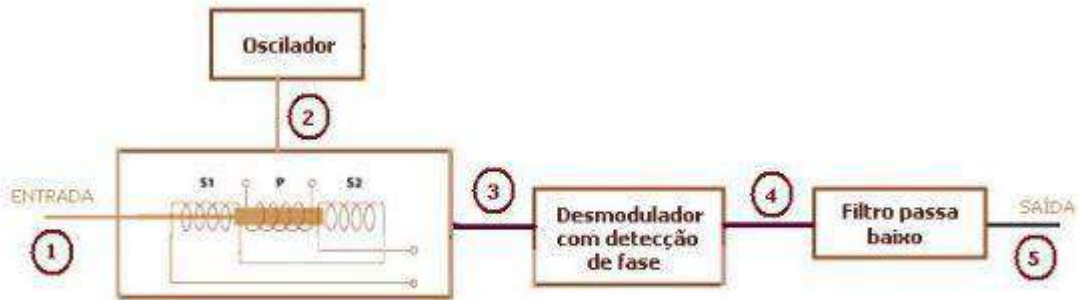 Oscilador
2
S1 P S2
ENTRADA
1
3
Desmodulador
com detecção
de fase
4
Filtro passa
baixo
SAÍDA
5